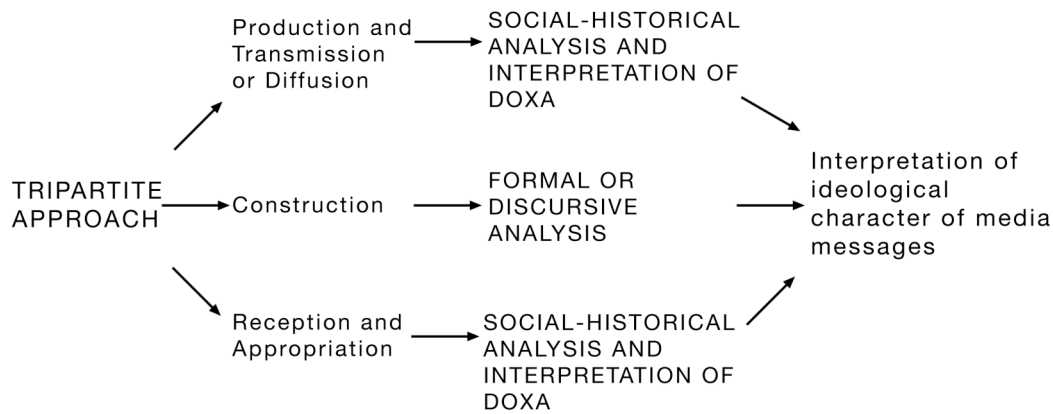 TRIPARTITE
APPROACH
Production and
Transmission
or Diffusion
SOCIAL-HISTORICAL
ANALYSIS AND
INTERPRETATION OF
DOXA
Construction
FORMAL OR
DISCURSIVE
ANALYSIS
Reception and
Appropriation
SOCIAL-HISTORICAL
ANALYSIS AND
INTERPRETATION OF
DOXA
Interpretation of
ideological
character of media
messages